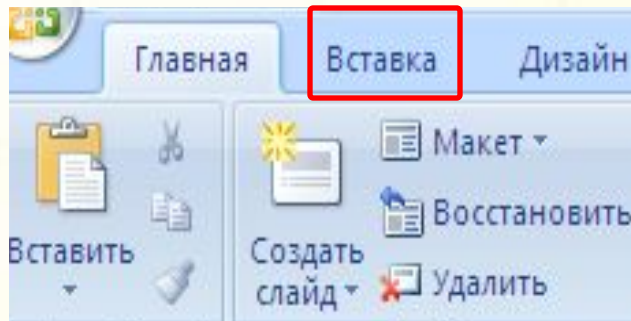 Главная Вставка Дизайн
Макет
Восстановить
Вставить Создать слайд Удалить